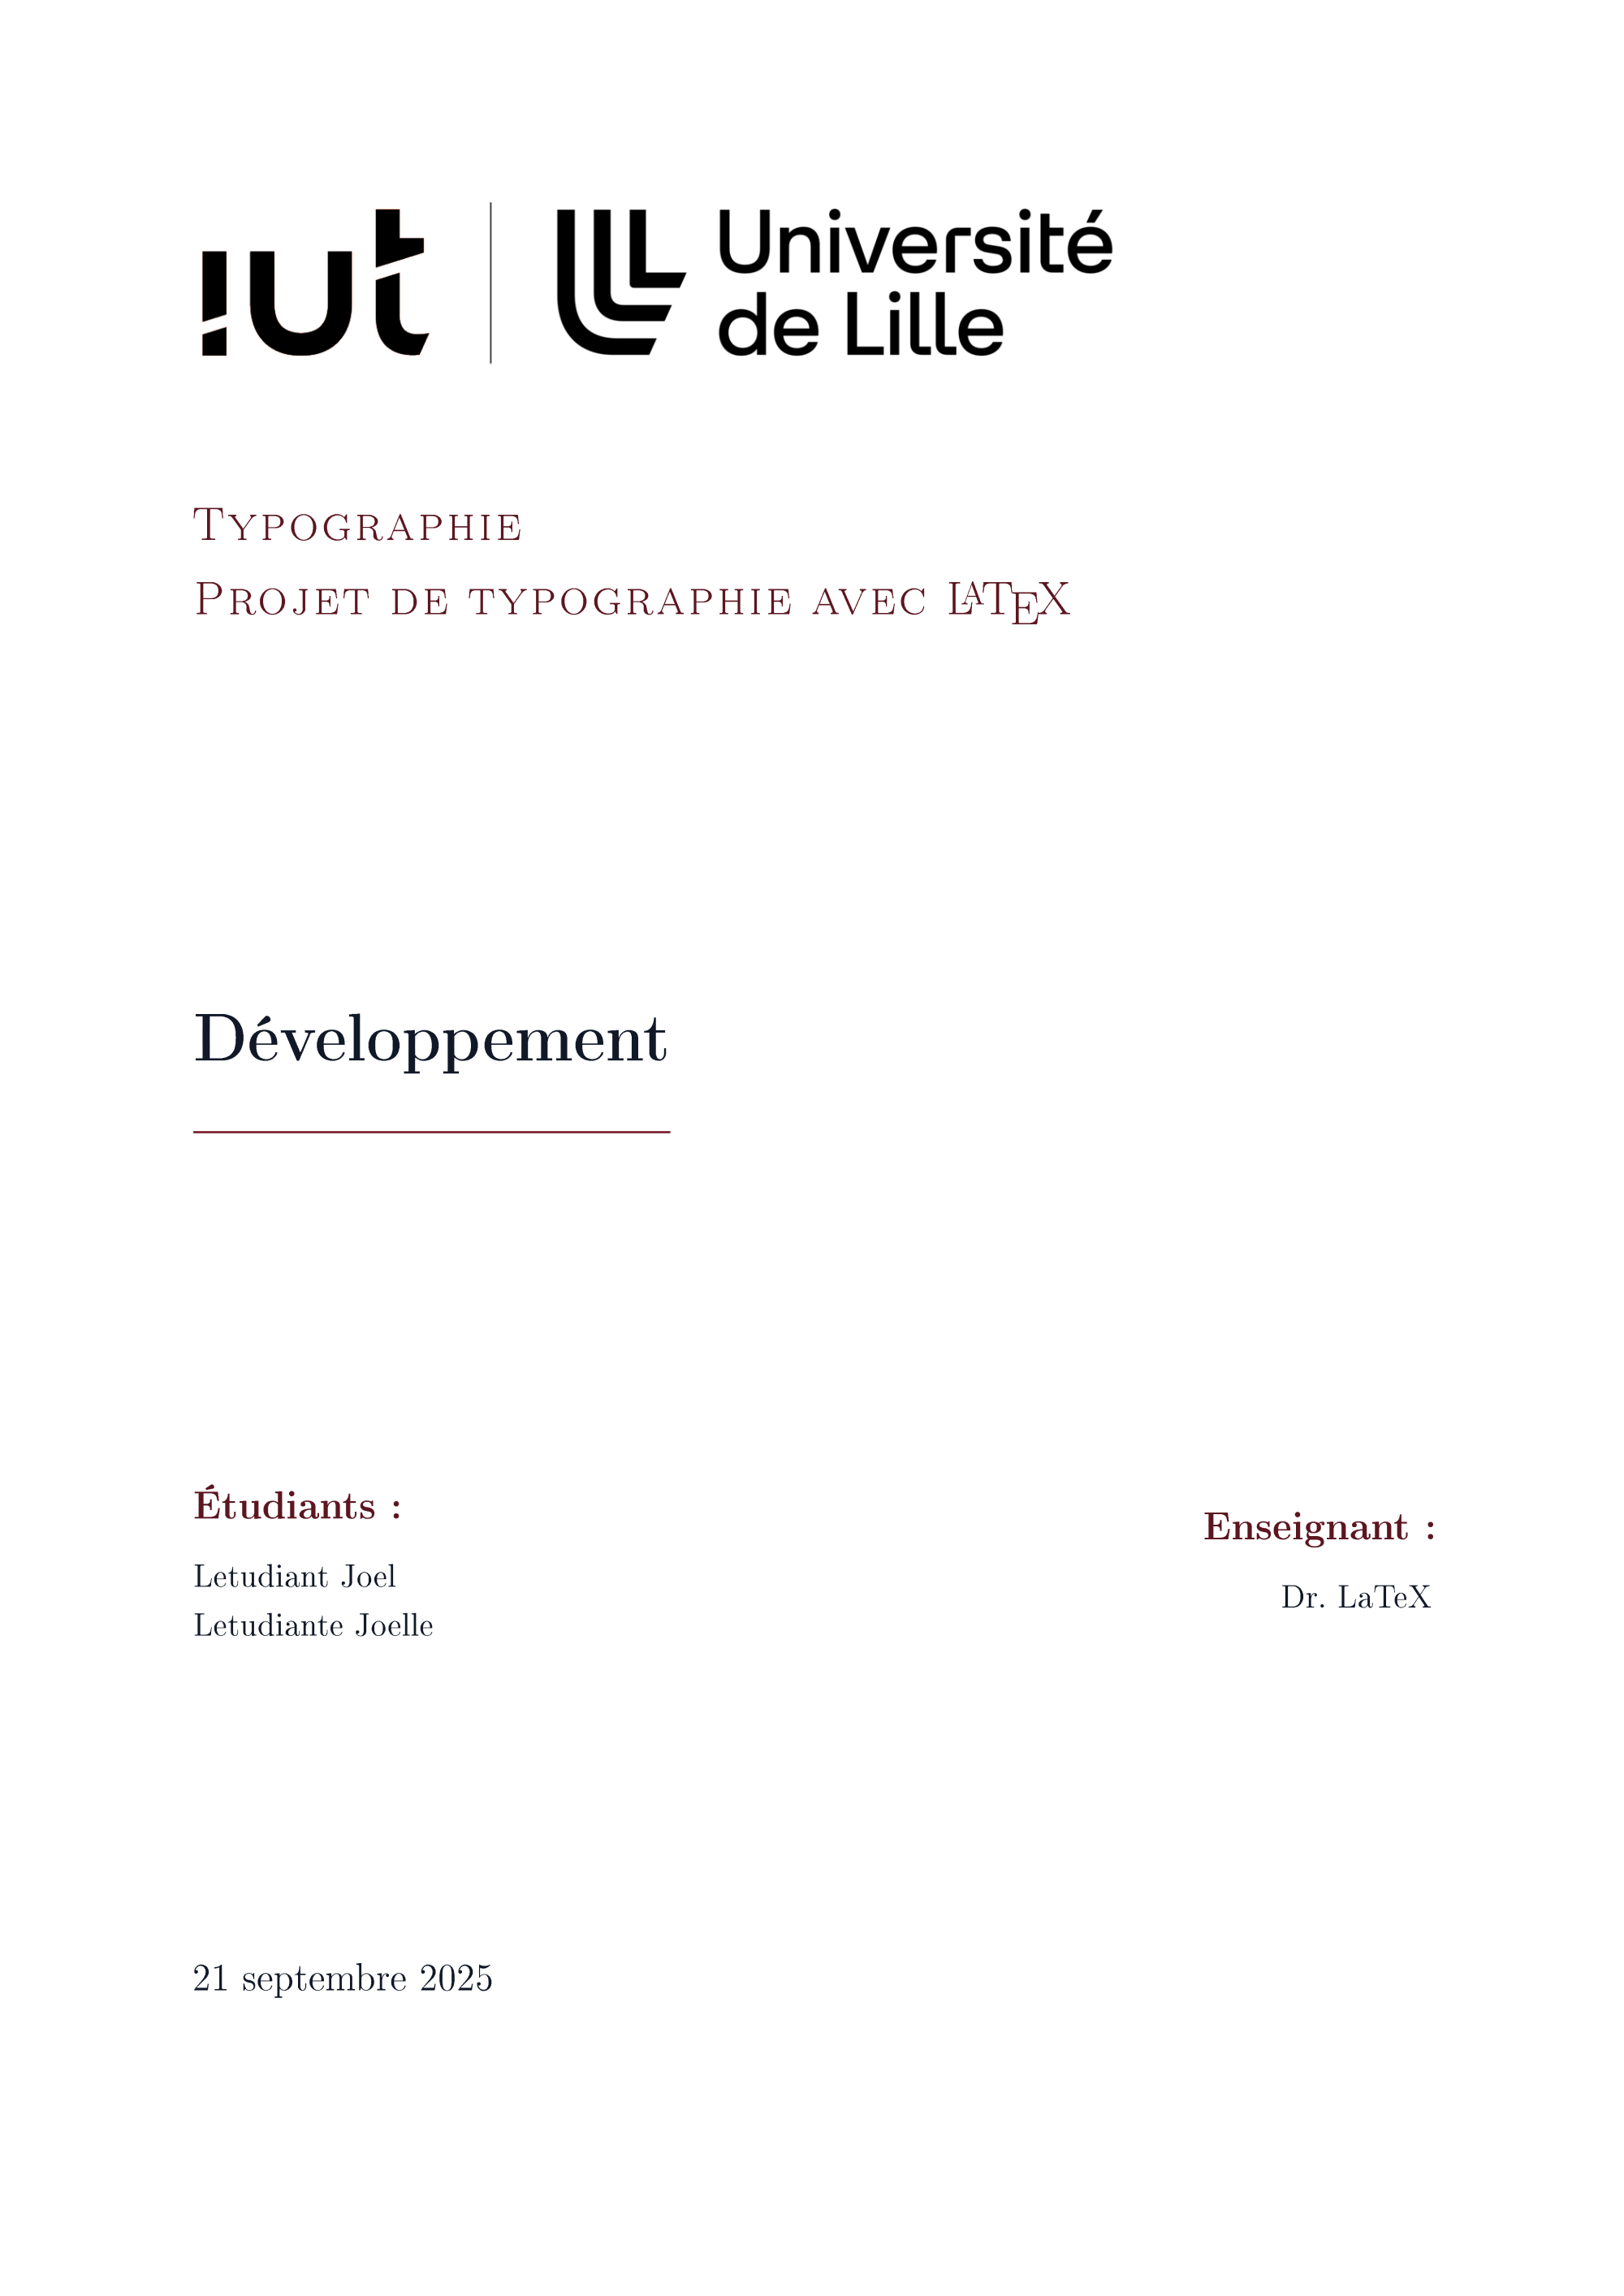 iut
Université
de Lille
Typographie
Projet de typographie avec LaTeX
Développement
Étudiants :
Letudiant Joel
Letudiante Joelle
Enseignant :
Dr. LaTeX
21 septembre 2025